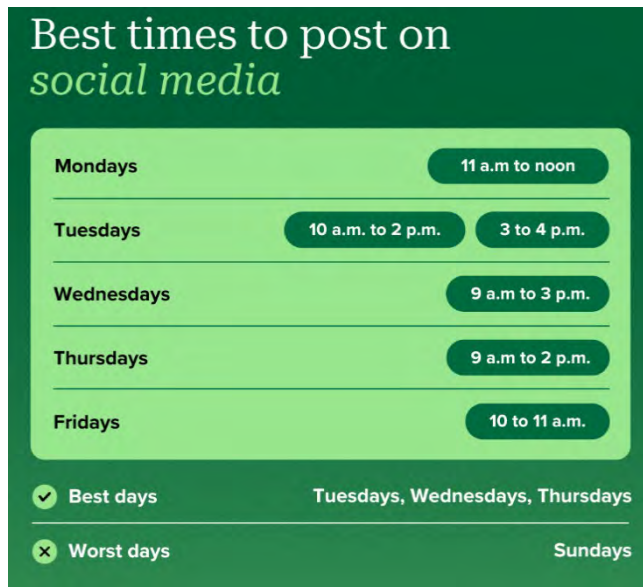 Best times to post on
social media
Mondays 11 a.m to noon
Tuesdays 10 a.m. to 2 p.m. 3 to 4 p.m.
Wednesdays 9 a.m to 3 p.m.
Thursdays 9 a.m to 2 p.m.
Fridays 10 to 11 a.m.
Best days Tuesdays, Wednesdays, Thursdays
Worst days Sundays